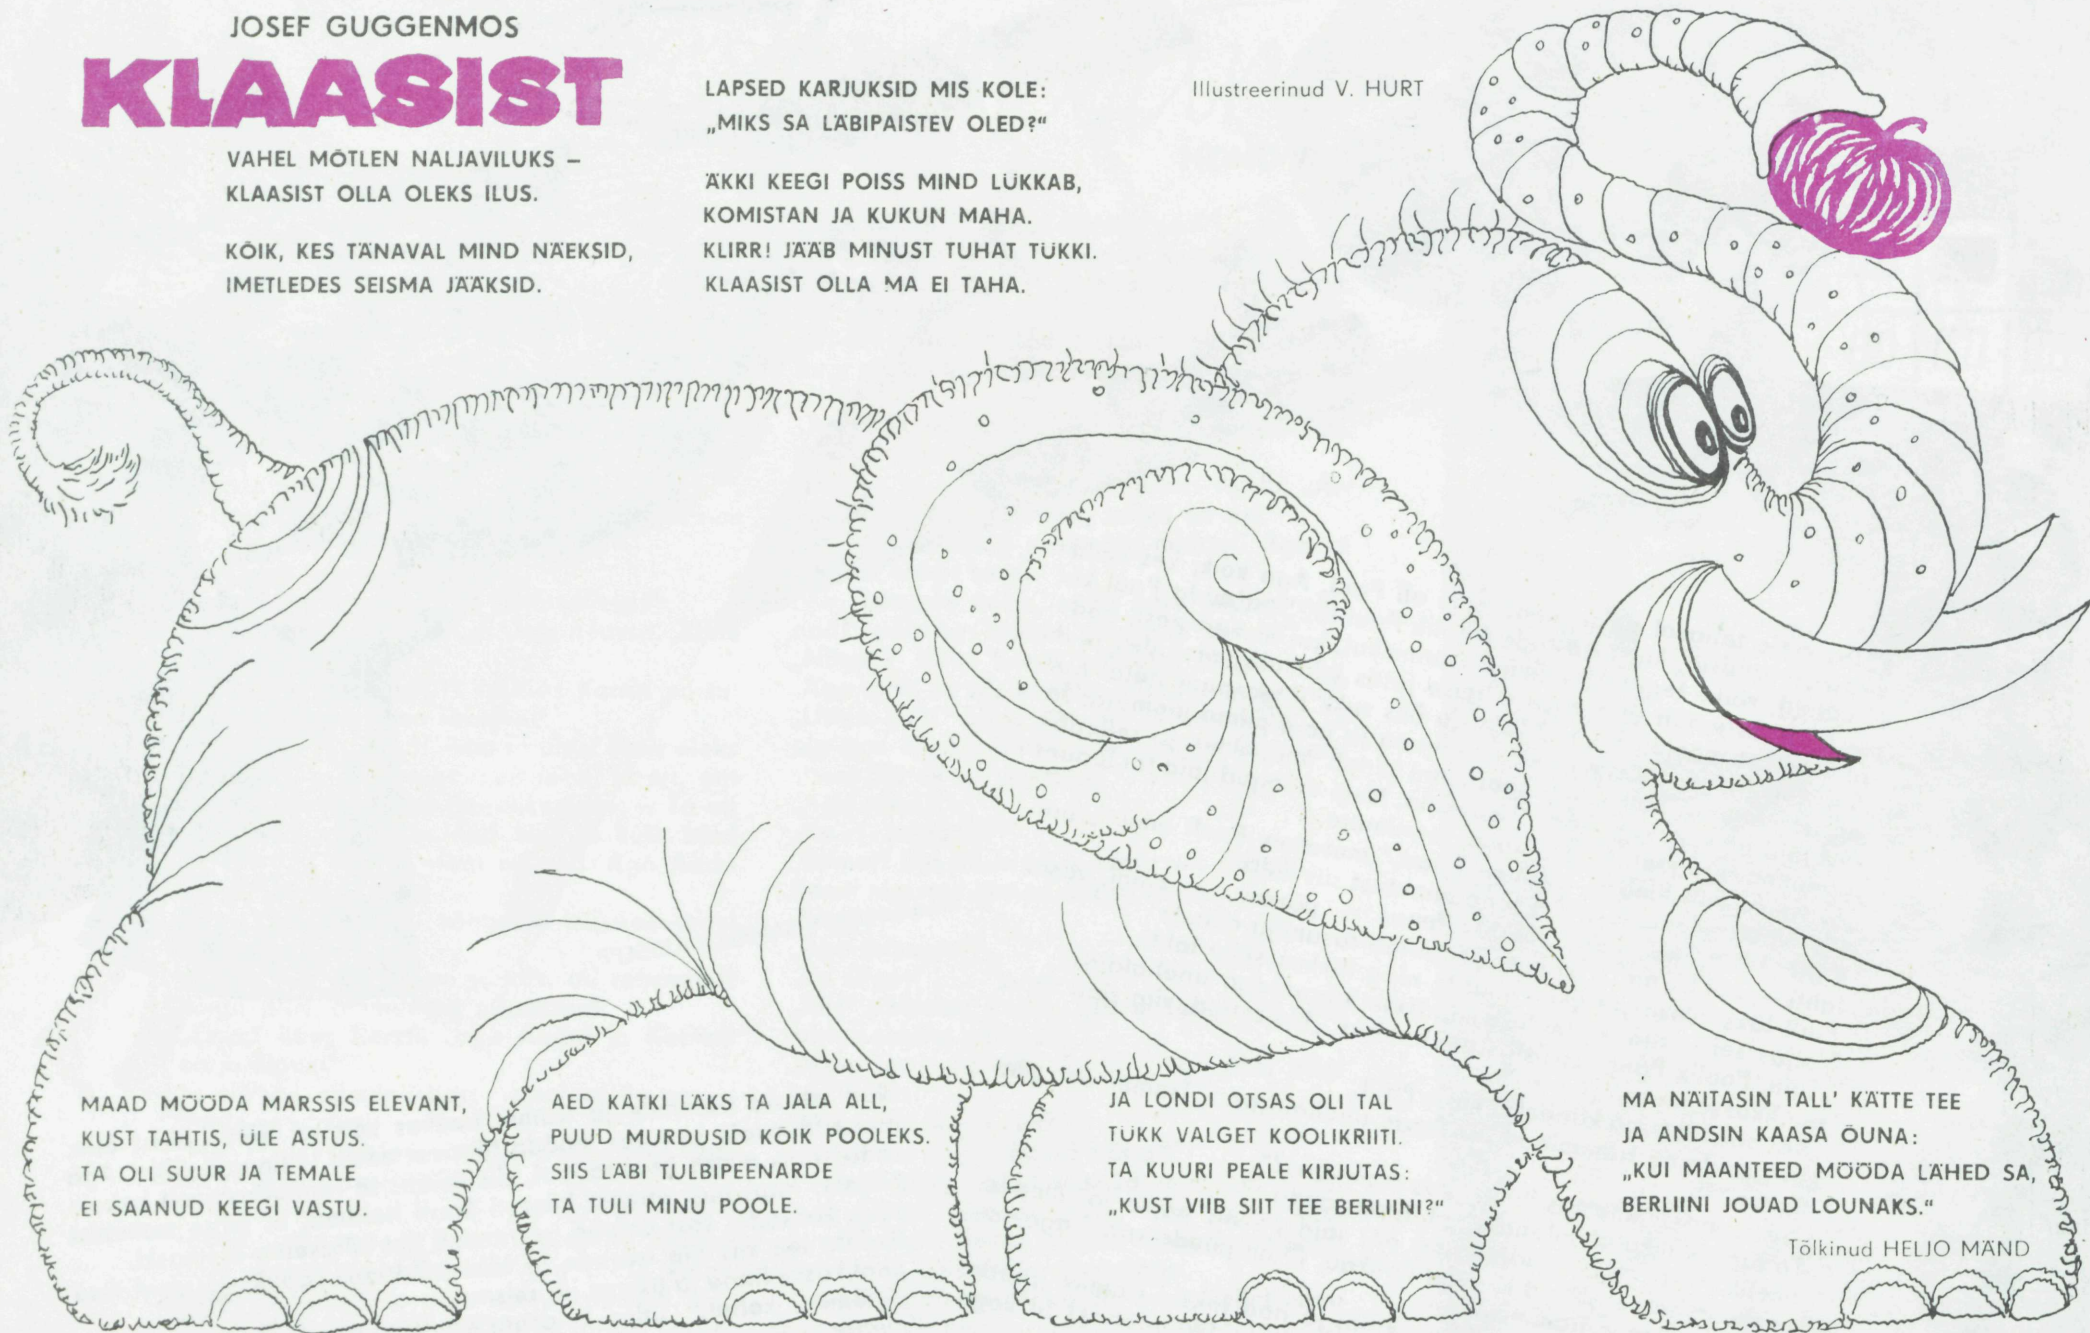 JOSEF GUGGENMOS
KLAASIST
VAHEL MÕTLEN NALJAVILUKS –
KLAASIST OLLA OLEKS ILUS.
KÕIK, KES TÄNAVAL MIND NÄEKSID,
IMETLEDES SEISMA JÄÄKSID.
LAPSED KARJUKSID MIS KOLE:
„MIKS SA LÄBIPAISTEV OLED?“
ÄKKI KEEGI POISS MIND LÜKKAB,
KOMISTAN JA KUKUN MAHA.
KLIRR! JÄÄB MINUST TUHAT TÜKKI.
KLAASIST OLLA MA EI TAHA.
Illustreerinud V. HURT
MAAD MÖÖDA MARSSIS ELEVANT,
KUST TAHTIS, ÜLE ASTUS.
TA OLI SUUR JA TEMALE
EI SAANUD KEEGI VASTU.
AED KATKI LÄKS TA JALA ALL,
PUUD MURDUSID KÕIK POOLEKS.
SIIS LÄBI TULBIPEENARDE
TA TULI MINU POOLE.
JA LONDI OTSAS OLI TAL
TÜKK VALGET KOOLIKRIITI.
TA KUURI PEALE KIRJUTAS:
„KUST VIIB SIIT TEE BERLIINI?“
MA NÄITASIN TALL' KÄTTE TEE
JA ANDSIN KAASA ÕUNA:
„KUI MAANTEED MÖÖDA LÄHED SA,
BERLIINI JÕUAD LÕUNAKS.“
Tõlkinud HELJO MÄND